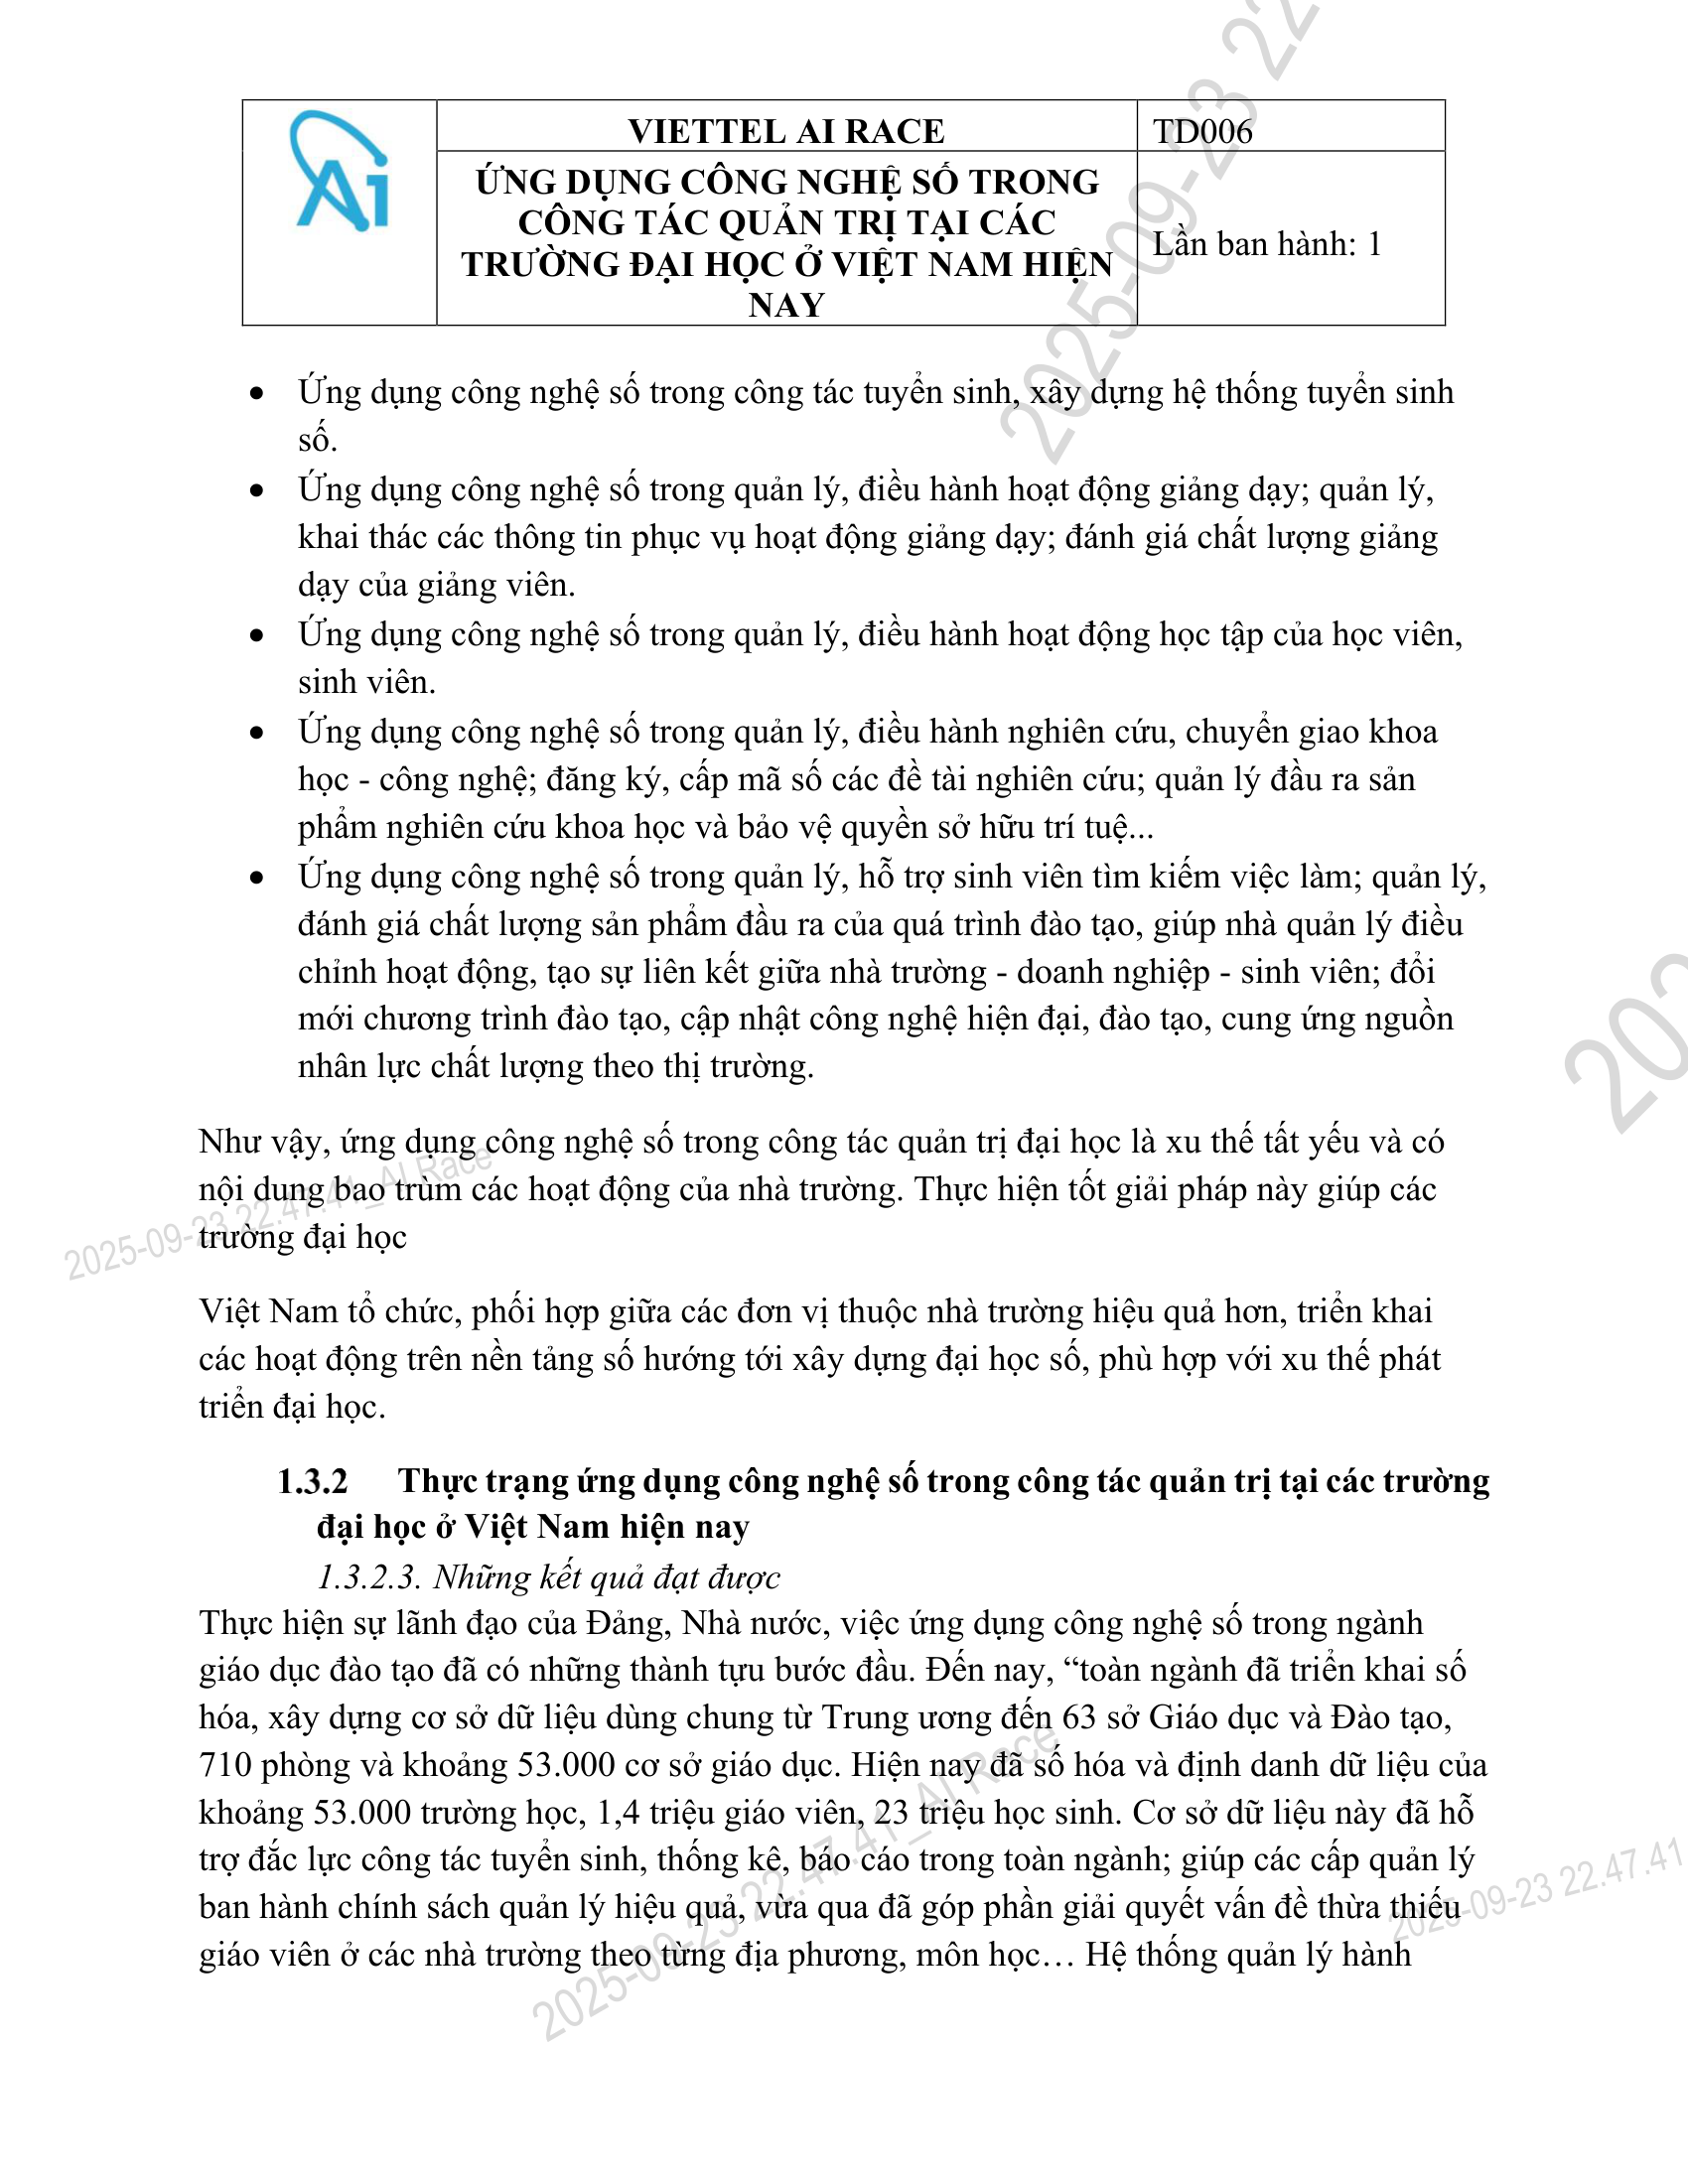 Ai
VIETTEL AI RACE
TD006
ỨNG DỤNG CÔNG NGHỆ SỐ TRONG
CÔNG TÁC QUẢN TRỊ TẠI CÁC
TRƯỜNG ĐẠI HỌC Ở VIỆT NAM HIỆN
NAY
Lần ban hành: 1
• Ứng dụng công nghệ số trong công tác tuyển sinh, xây dựng hệ thống tuyển sinh
số.
• Ứng dụng công nghệ số trong quản lý, điều hành hoạt động giảng dạy; quản lý,
khai thác các thông tin phục vụ hoạt động giảng dạy; đánh giá chất lượng giảng
dạy của giảng viên.
• Ứng dụng công nghệ số trong quản lý, điều hành hoạt động học tập của học viên,
sinh viên.
• Ứng dụng công nghệ số trong quản lý, điều hành nghiên cứu, chuyển giao khoa
học - công nghệ; đăng ký, cấp mã số các đề tài nghiên cứu; quản lý đầu ra sản
phẩm nghiên cứu khoa học và bảo vệ quyền sở hữu trí tuệ...
• Ứng dụng công nghệ số trong quản lý, hỗ trợ sinh viên tìm kiếm việc làm; quản lý,
đánh giá chất lượng sản phẩm đầu ra của quá trình đào tạo, giúp nhà quản lý điều
chỉnh hoạt động, tạo sự liên kết giữa nhà trường - doanh nghiệp - sinh viên; đổi
mới chương trình đào tạo, cập nhật công nghệ hiện đại, đào tạo, cung ứng nguồn
nhân lực chất lượng theo thị trường.
Như vậy, ứng dụng công nghệ số trong công tác quản trị đại học là xu thế tất yếu và có
nội dung bao trùm các hoạt động của nhà trường. Thực hiện tốt giải pháp này giúp các
trường đại học
Việt Nam tổ chức, phối hợp giữa các đơn vị thuộc nhà trường hiệu quả hơn, triển khai
các hoạt động trên nền tảng số hướng tới xây dựng đại học số, phù hợp với xu thế phát
triển đại học.
1.3.2 Thực trạng ứng dụng công nghệ số trong công tác quản trị tại các trường
đại học ở Việt Nam hiện nay
1.3.2.3. Những kết quả đạt được
Thực hiện sự lãnh đạo của Đảng, Nhà nước, việc ứng dụng công nghệ số trong ngành
giáo dục đào tạo đã có những thành tựu bước đầu. Đến nay, “toàn ngành đã triển khai số
hóa, xây dựng cơ sở dữ liệu dùng chung từ Trung ương đến 63 sở Giáo dục và Đào tạo,
710 phòng và khoảng 53.000 cơ sở giáo dục. Hiện nay đã số hóa và định danh dữ liệu của
khoảng 53.000 trường học, 1,4 triệu giáo viên, 23 triệu học sinh. Cơ sở dữ liệu này đã hỗ
trợ đắc lực công tác tuyển sinh, thống kê, báo cáo trong toàn ngành; giúp các cấp quản lý
ban hành chính sách quản lý hiệu quả, vừa qua đã góp phần giải quyết vấn đề thừa thiếu
giáo viên ở các nhà trường theo từng địa phương, môn học… Hệ thống quản lý hành
2025-09-23 22
202
2025-09-23 22.47.41_AI Race
2025-09-23 22.47.41_AI Race
2025-09-23 22.47.41